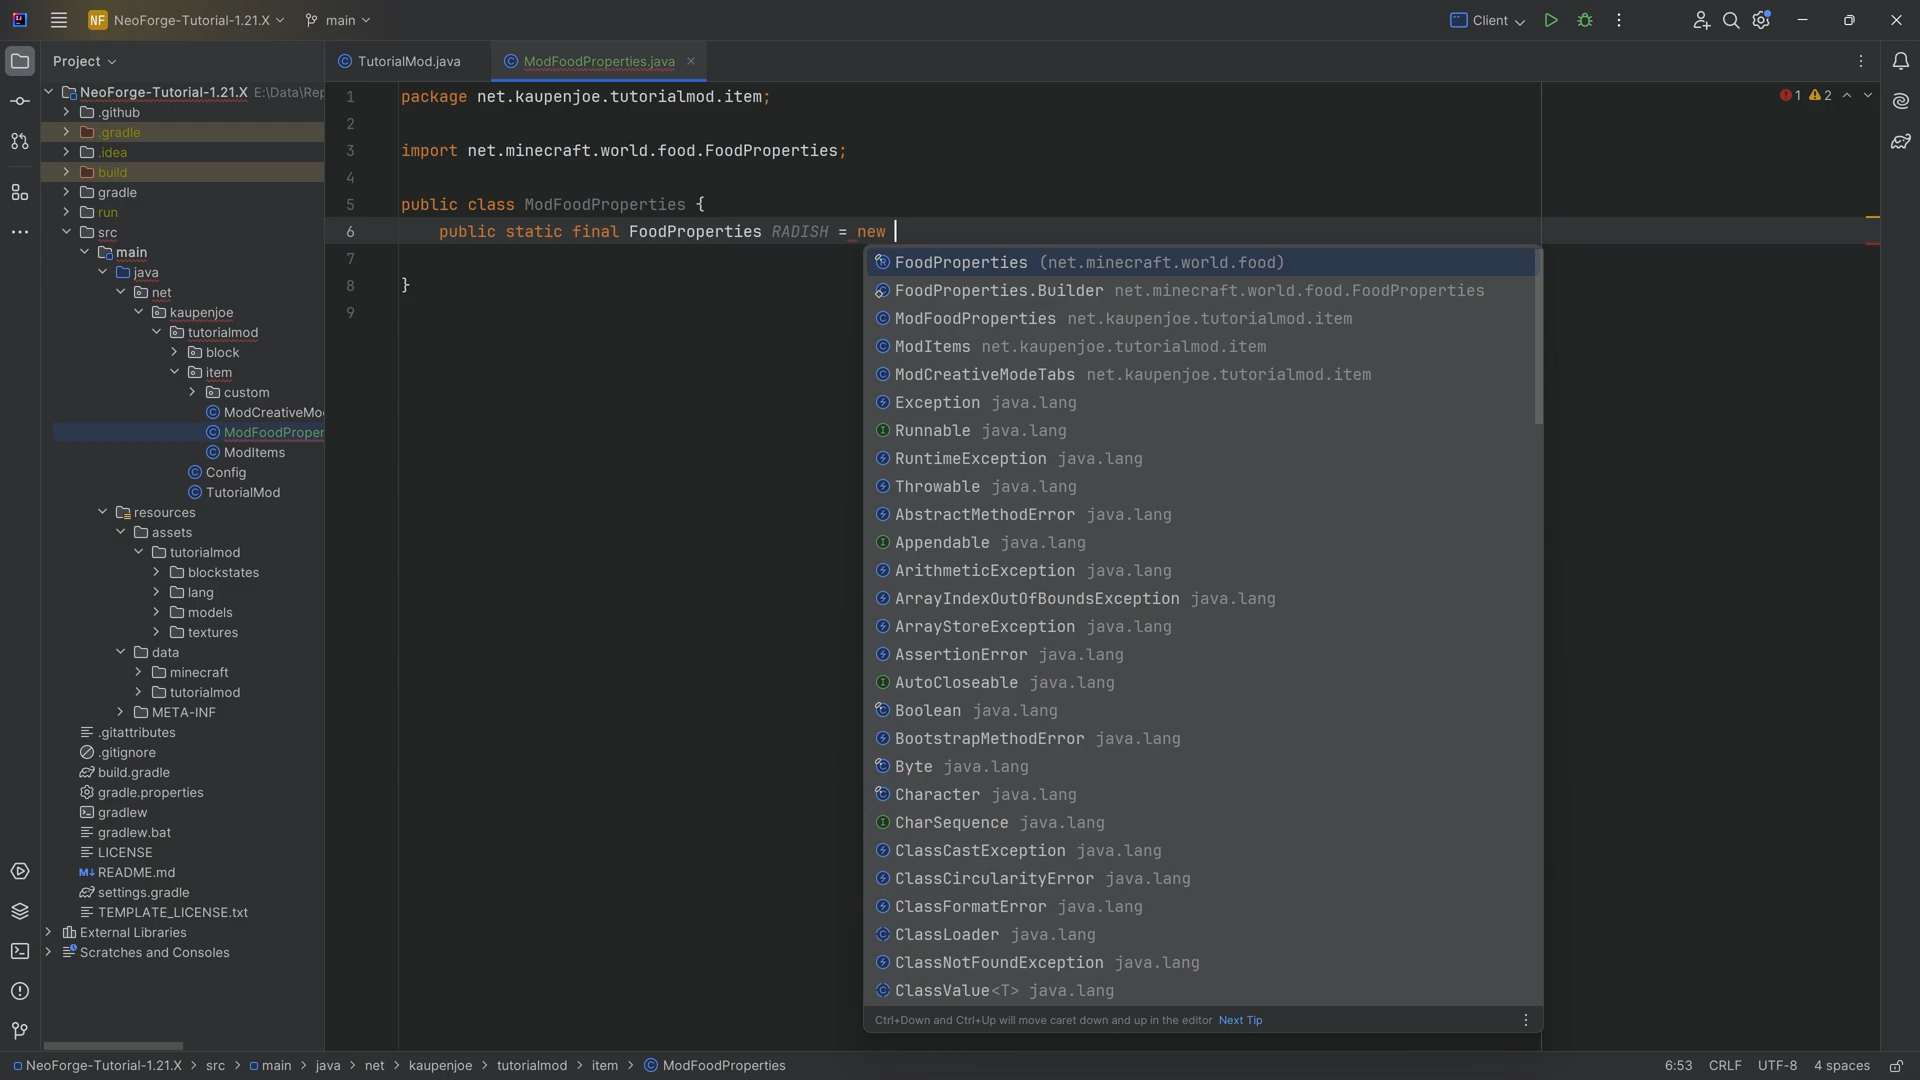 NF NeoForge-Tutorial-1.21.X main Client
Project
TutorialMod.java
ModFoodProperties.java
NeoForge-Tutorial-1.21.X E:\Data\Rep
.github
.gradle
.idea
build
gradle
run
src
main
java
net
kaupenjoe
tutorialmod
block
item
custom
ModCreativeMod
ModFoodProper
ModItems
Config
TutorialMod
resources
assets
tutorialmod
blockstates
lang
models
textures
data
minecraft
tutorialmod
META-INF
.gitattributes
.gitignore
build.gradle
gradle.properties
gradlew
gradlew.bat
LICENSE
M↓ README.md
settings.gradle
TEMPLATE_LICENSE.txt
External Libraries
Scratches and Consoles
1 package net.kaupenjoe.tutorialmod.item;
2
3 import net.minecraft.world.food.FoodProperties;
4
5 public class ModFoodProperties {
6 public static final FoodProperties RADISH = new
7
8 }
9
1 2
FoodProperties (net.minecraft.world.food)
FoodProperties.Builder net.minecraft.world.food.FoodProperties
ModFoodProperties net.kaupenjoe.tutorialmod.item
ModItems net.kaupenjoe.tutorialmod.item
ModCreativeModeTabs net.kaupenjoe.tutorialmod.item
Exception java.lang
Runnable java.lang
RuntimeException java.lang
Throwable java.lang
AbstractMethodError java.lang
Appendable java.lang
ArithmeticException java.lang
ArrayIndexOutOfBoundsException java.lang
ArrayStoreException java.lang
AssertionError java.lang
AutoCloseable java.lang
Boolean java.lang
BootstrapMethodError java.lang
Byte java.lang
Character java.lang
CharSequence java.lang
ClassCastException java.lang
ClassCircularityError java.lang
ClassFormatError java.lang
ClassLoader java.lang
ClassNotFoundException java.lang
ClassValue<T> java.lang
Ctrl+Down and Ctrl+Up will move caret down and up in the editor Next Tip
NeoForge-Tutorial-1.21.X > src > main > java > net > kaupenjoe > tutorialmod > item > ModFoodProperties
6:53 CRLF UTF-8 4 spaces